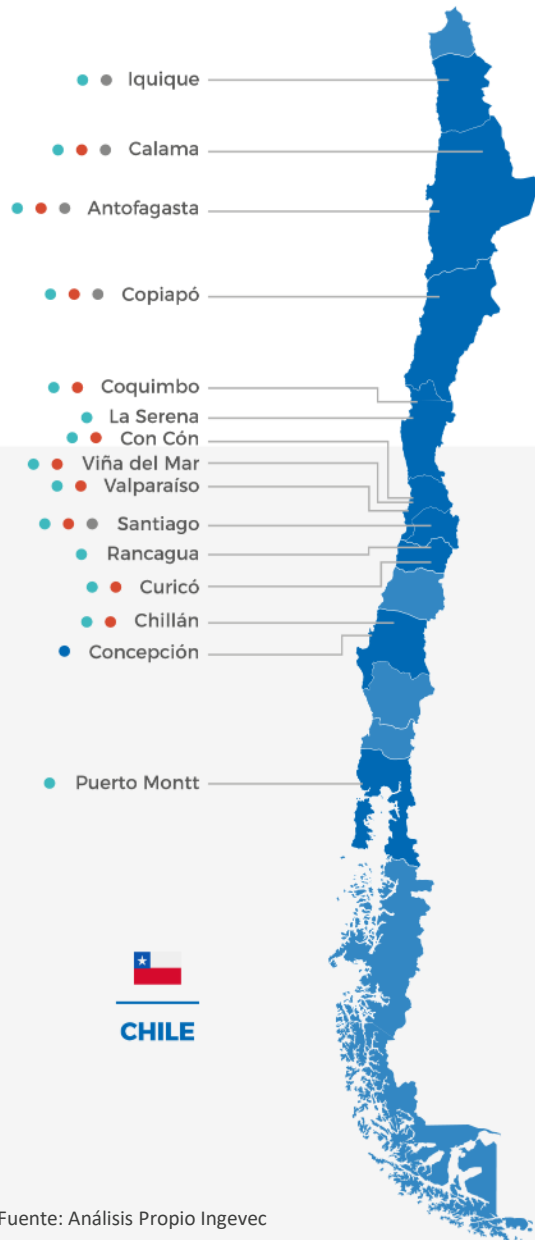 Iquique
Calama
Antofagasta
Copiapó
Coquimbo
La Serena
Con Cón
Viña del Mar
Valparaíso
Santiago
Rancagua
Curicó
Chillán
Concepción
Puerto Montt
CHILE
Fuente: Análisis Propio Ingevec